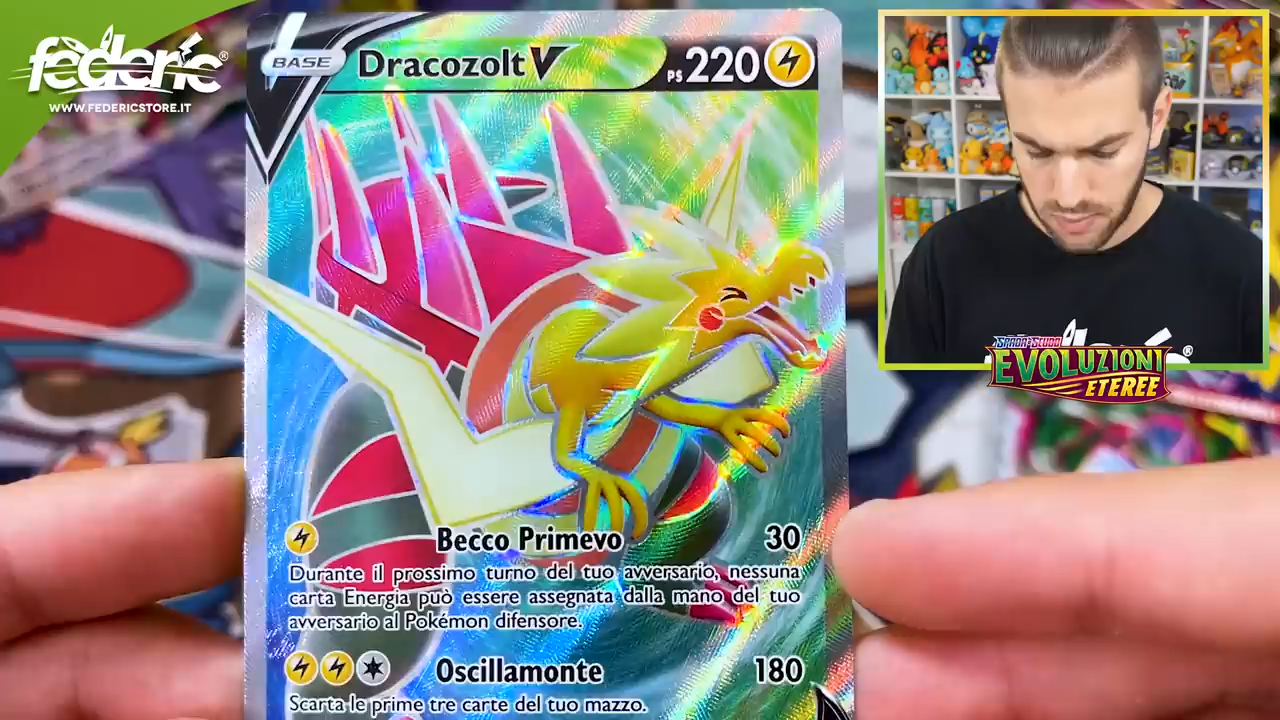 federic®
WWW.FEDERICSTORE.IT
BASE
Dracozolt V
PS 220
SPADA E SCUDO
EVOLUZIONI
ETEREE
®
Becco Primevo 30
Durante il prossimo turno del tuo avversario, nessuna
carta Energia può essere assegnata dalla mano del tuo
avversario al Pokémon difensore.
Oscillamonte 180
Scarta le prime tre carte del tuo mazzo.